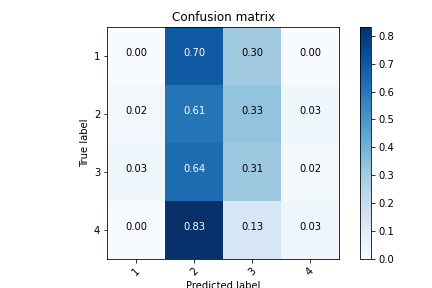 Confusion matrix
True label
1 0.00 0.70 0.30 0.00
2 0.02 0.61 0.33 0.03
3 0.03 0.64 0.31 0.02
4 0.00 0.83 0.13 0.03
1 2 3 4
Predicted label
0.8
0.7
0.6
0.5
0.4
0.3
0.2
0.1
0.0